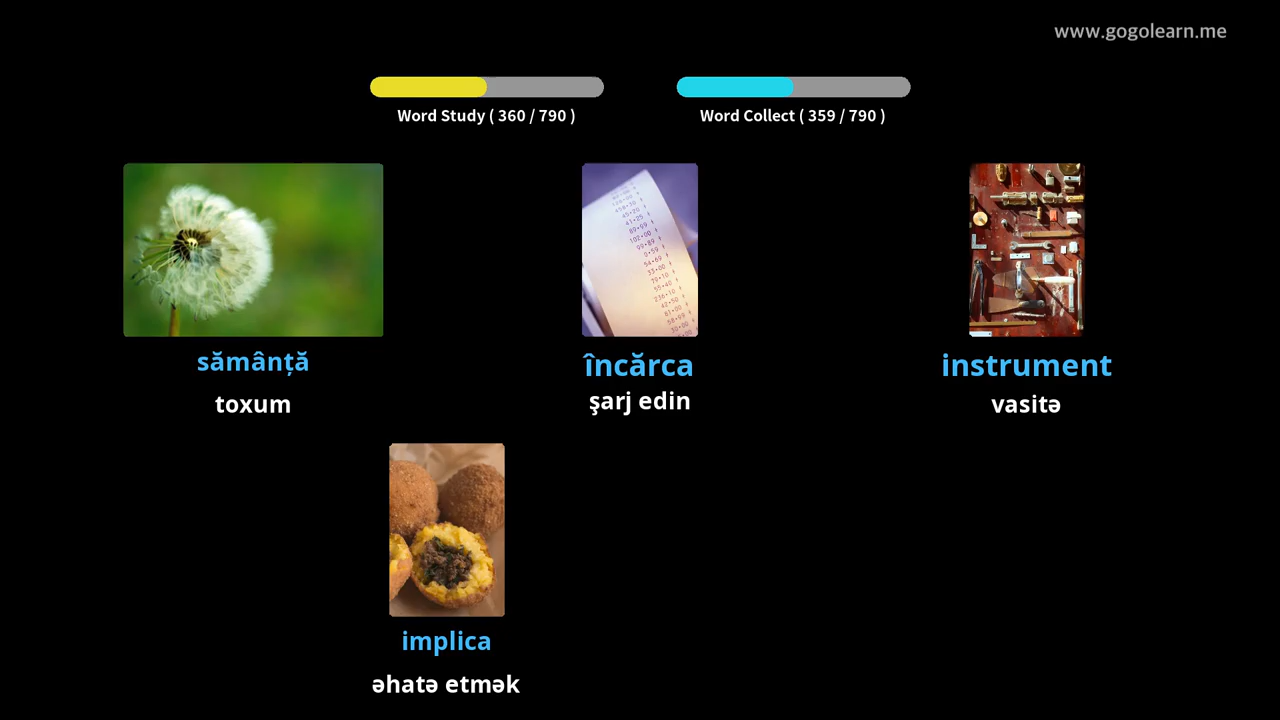 www.gogolearn.me
Word Study ( 360 / 790 )
Word Collect ( 359 / 790 )
sămânță
încărca
instrument
toxum
şarj edin
vasitə
implica
əhatə etmək